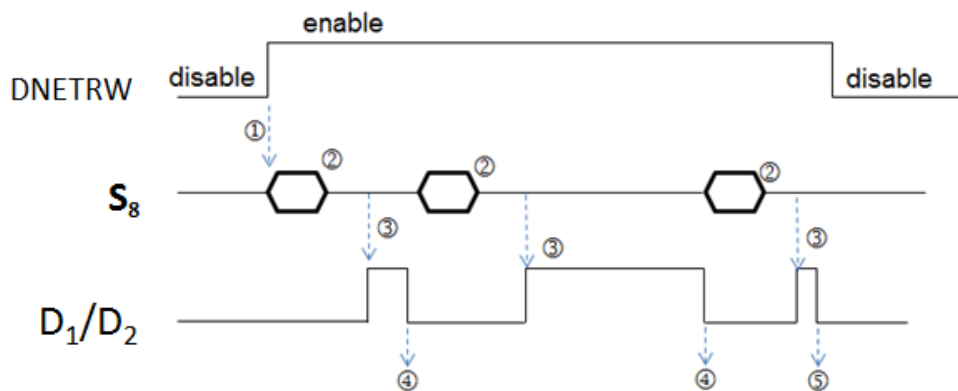 enable
DNETRW disable disable
① ② ② ②
S₈
③ ③ ③
D₁/D₂
④ ④ ⑤